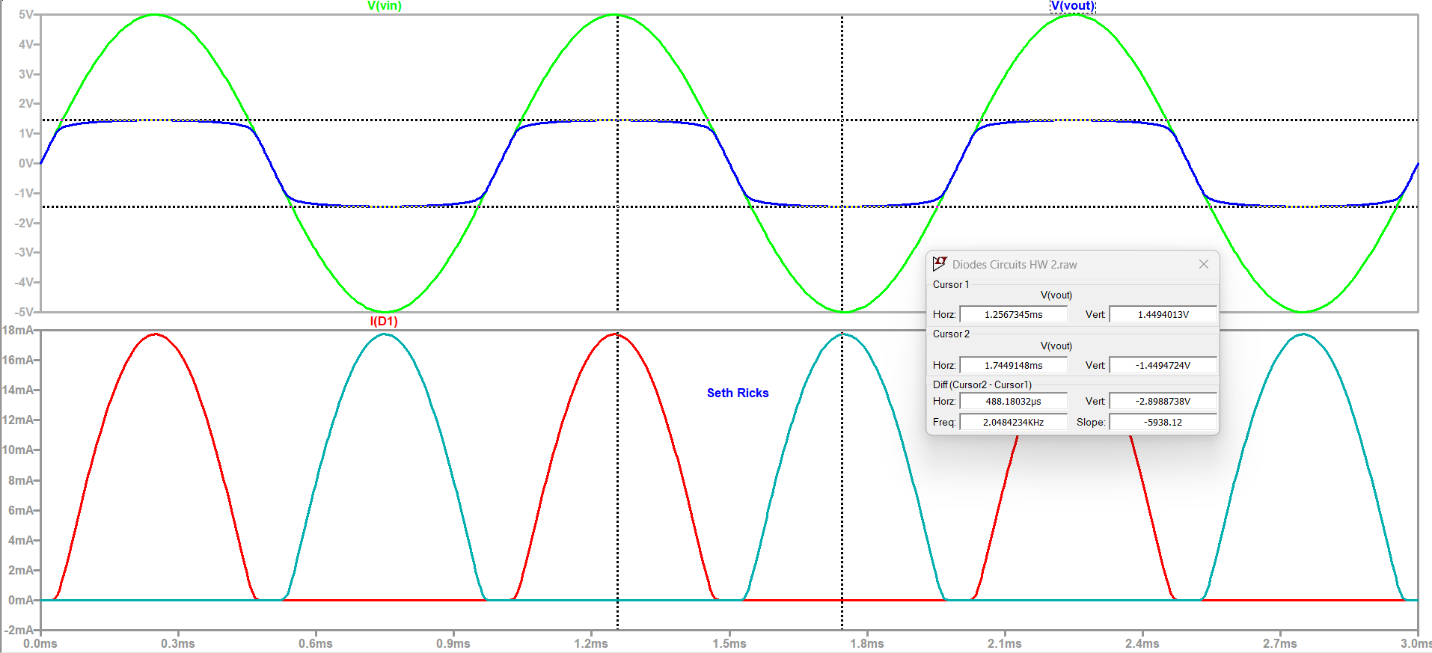 V(vin) V(vout)
5V
4V
3V
2V
1V
0V
-1V
-2V
-3V
-4V
-5V
Diodes Circuits HW 2.raw
Cursor 1
V(vout)
Horz: 1.2567345ms Vert: 1.4494013V
Cursor 2
V(vout)
Horz: 1.7449148ms Vert: -1.4494724V
Diff (Cursor2 - Cursor1)
Horz: 488.18032µs Vert: -2.8988738V
Freq: 2.0484234KHz Slope: -5938.12
I(D1)
18mA
16mA
14mA
12mA
10mA
8mA
6mA
4mA
2mA
0mA
-2mA
Seth Ricks
0.0ms 0.3ms 0.6ms 0.9ms 1.2ms 1.5ms 1.8ms 2.1ms 2.4ms 2.7ms 3.0ms